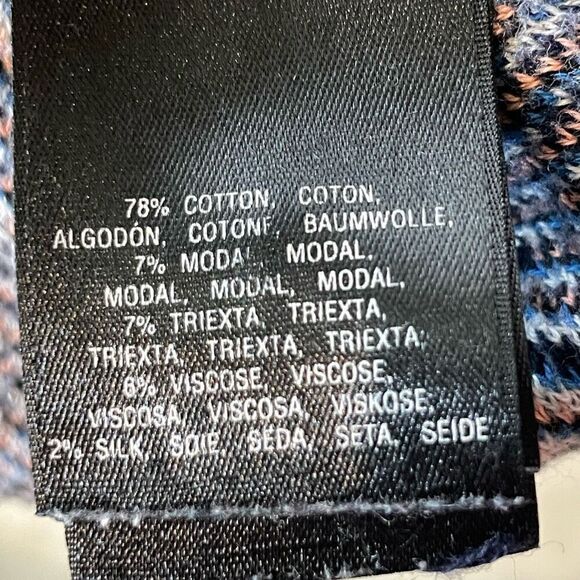 78% COTTON, COTON,
ALGODÓN, COTONE, BAUMWOLLE,
7% MODAL, MODAL,
MODAL, MODAL, MODAL,
7% TRIEXTA, TRIEXTA,
TRIEXTA, TRIEXTA, TRIEXTA,
6% VISCOSE, VISCOSE,
VISCOSA, VISCOSA, VISKOSE,
2% SILK, SOIE, SEDA, SETA, SEIDE